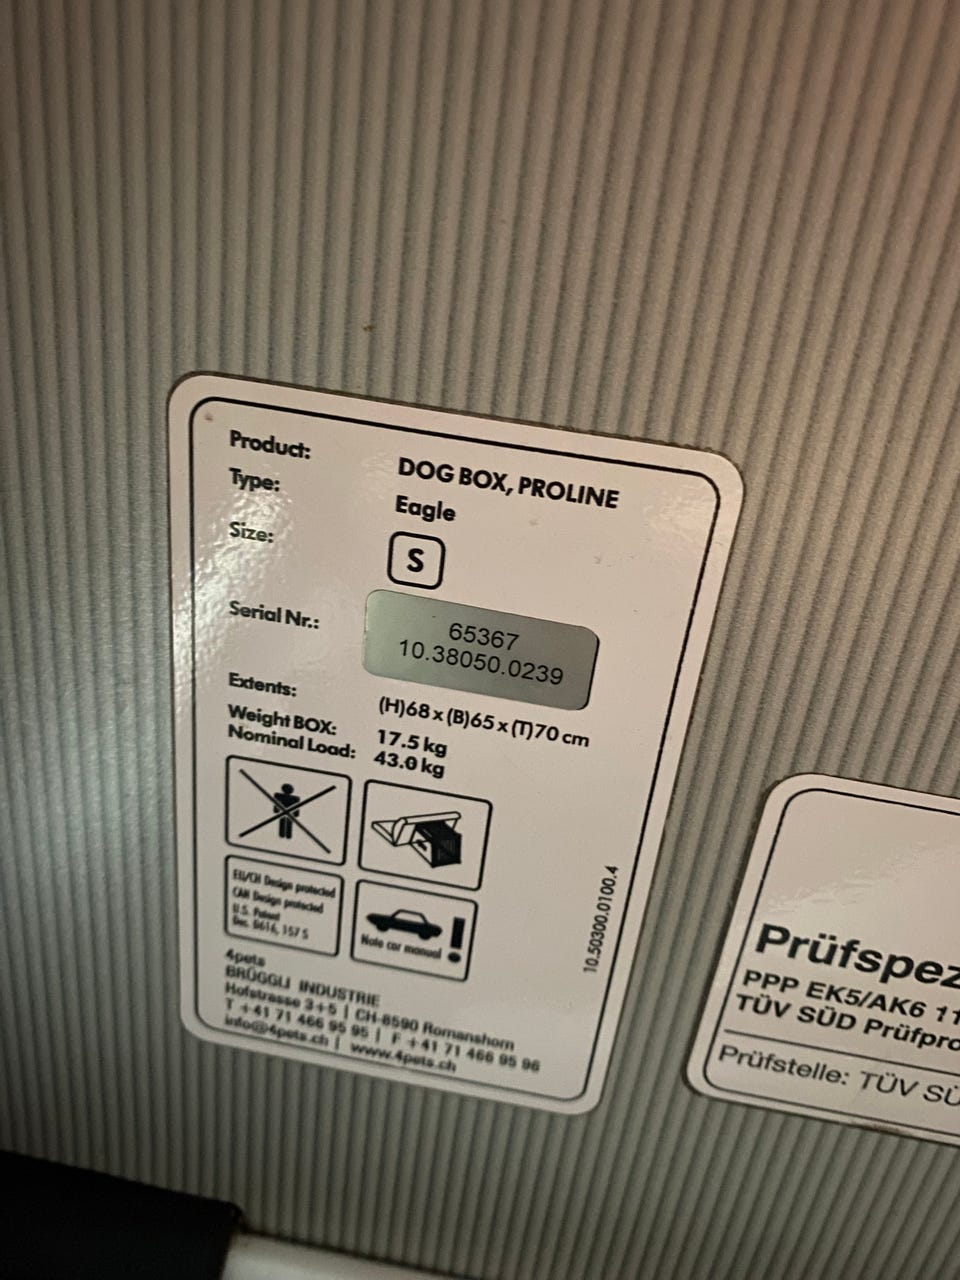 Product: DOG BOX, PROLINE
Type: Eagle
Size: S
Serial Nr.: 65367
10.38050.0239
Extents: (H)68 x (B)65 x (T)70 cm
Weight BOX: 17.5 kg
Nominal Load: 43.0 kg
EU/CH Design protected
CAN Design protected
U.S. Patent
Des. D616, 157 S
Note car manual !
10.50300.0100.4
4pets
BRÜGGLI INDUSTRIE
Hofstrasse 3+5 | CH-8590 Romanshorn
T +41 71 466 95 95 | F +41 71 466 95 96
info@4pets.ch | www.4pets.ch
Prüfspez
PPP EK5/AK6 11
TÜV SÜD Prüfpro
Prüfstelle: TÜV SÜ